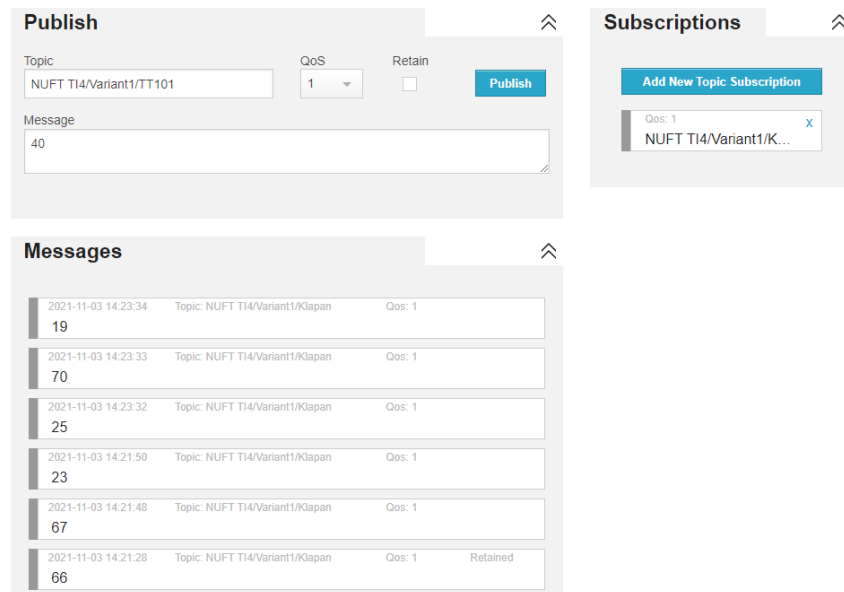 Publish
Topic QoS Retain
NUFT TI4/Variant1/TT101 1 Publish
Message
40
Subscriptions
Add New Topic Subscription
Qos: 1 X
NUFT TI4/Variant1/K...
Messages
2021-11-03 14:23:34 Topic: NUFT TI4/Variant1/Klapan Qos: 1
19
2021-11-03 14:23:33 Topic: NUFT TI4/Variant1/Klapan Qos: 1
70
2021-11-03 14:23:32 Topic: NUFT TI4/Variant1/Klapan Qos: 1
25
2021-11-03 14:21:50 Topic: NUFT TI4/Variant1/Klapan Qos: 1
23
2021-11-03 14:21:48 Topic: NUFT TI4/Variant1/Klapan Qos: 1
67
2021-11-03 14:21:28 Topic: NUFT TI4/Variant1/Klapan Qos: 1 Retained
66